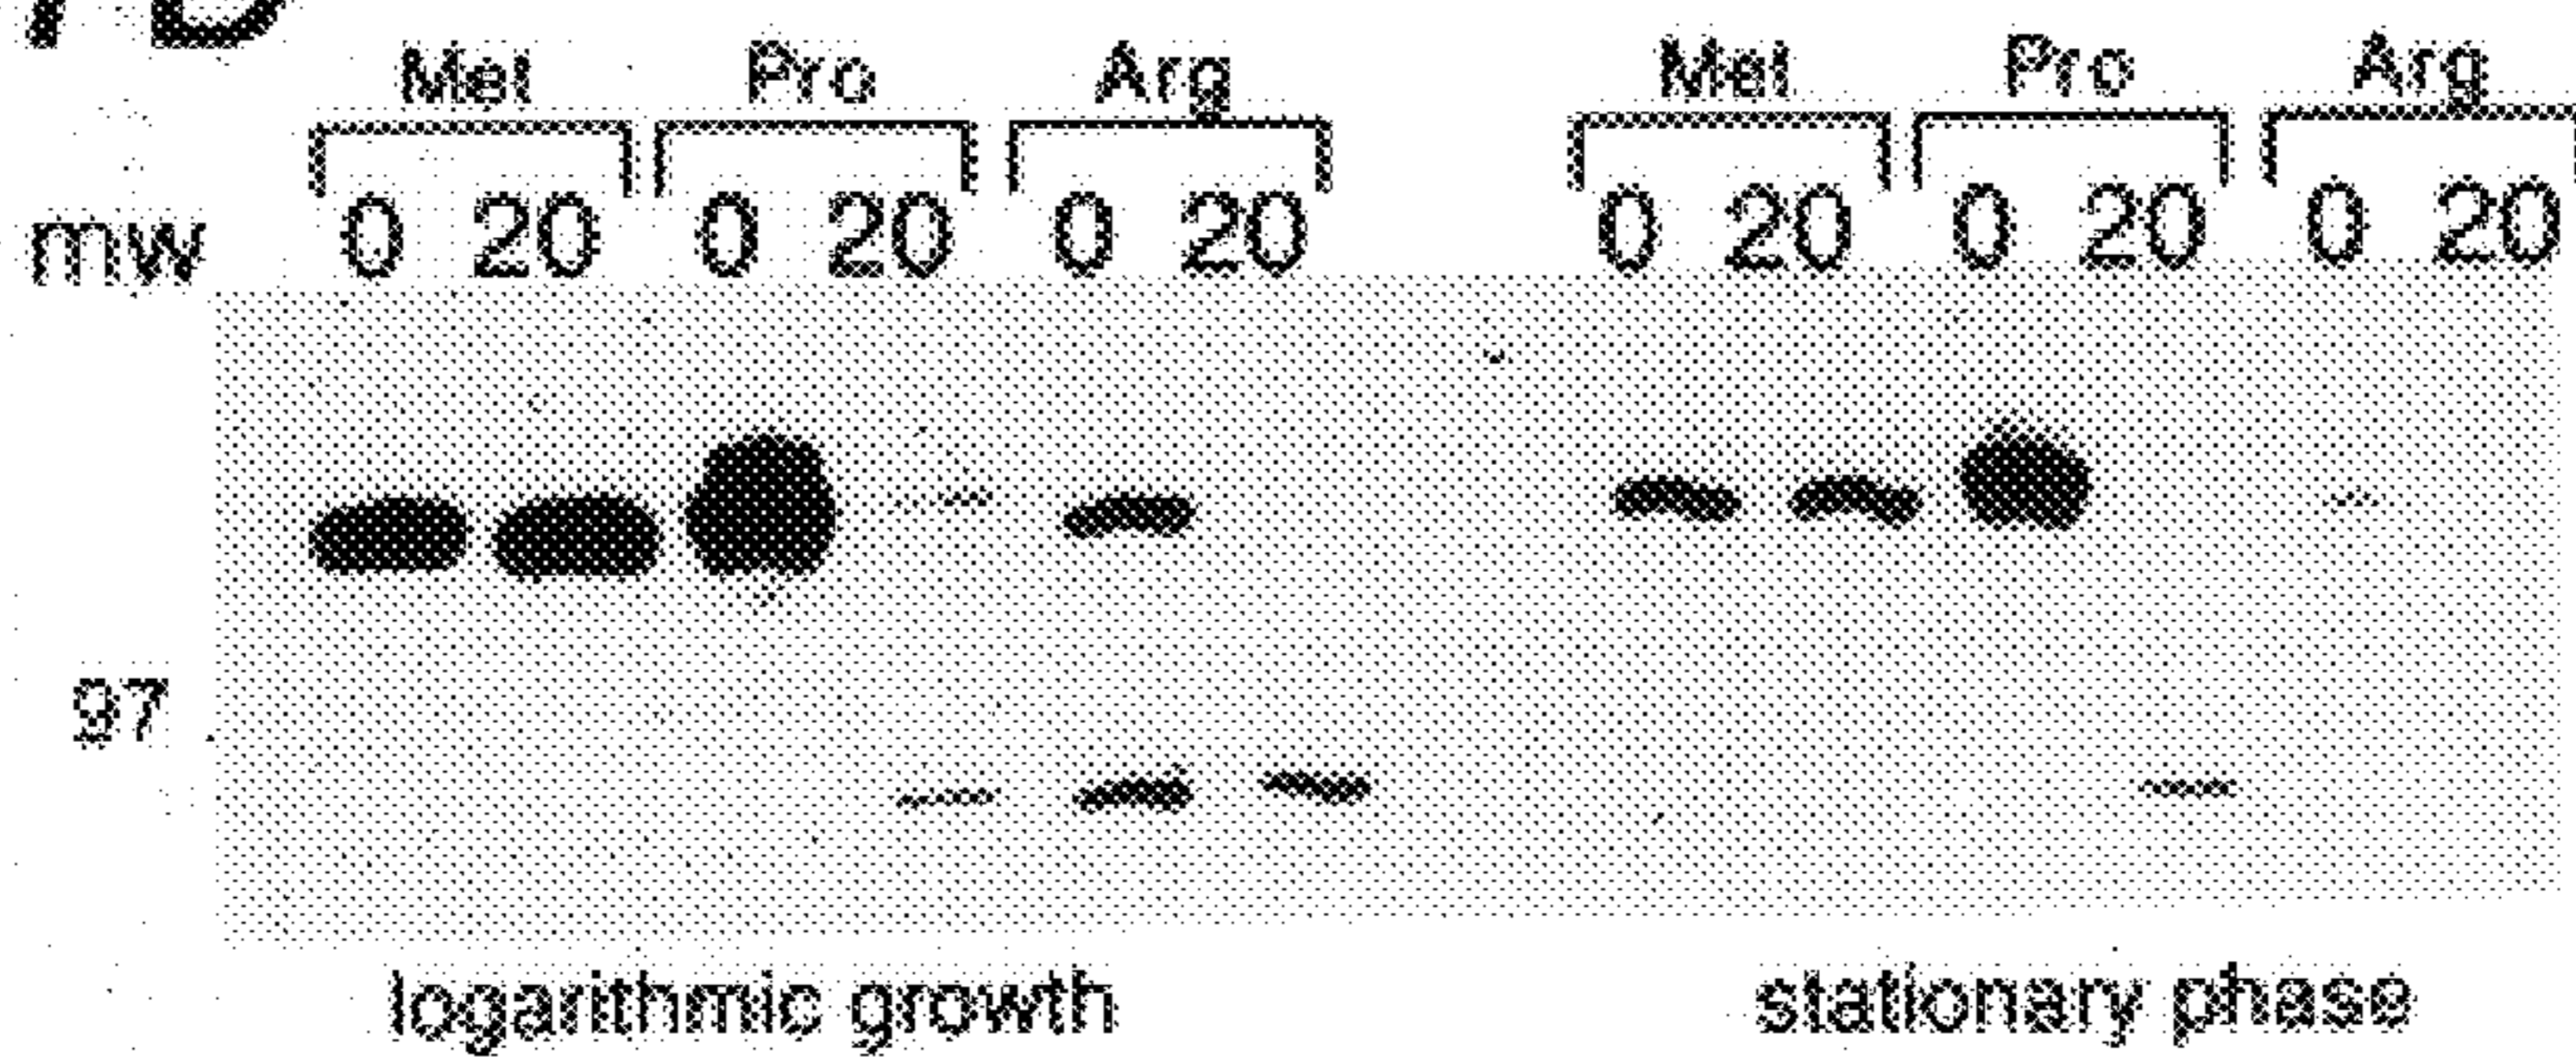 Met Pro Arg Met Pro Arg
mw 0 20 0 20 0 20 0 20 0 20 0 20
97
logarithmic growth stationary phase